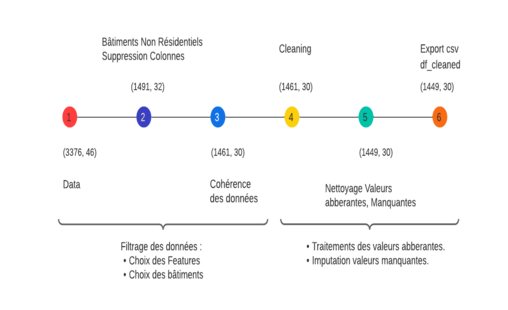 Bâtiments Non Résidentiels
Suppression Colonnes
Cleaning
Export csv
df_cleaned
(1491, 32)
(1461, 30)
(1449, 30)
1
2
3
4
5
6
(3376, 46)
(1461, 30)
(1449, 30)
Data
Cohérence
des données
Nettoyage Valeurs
abberantes, Manquantes
Filtrage des données :
• Choix des Features
• Choix des bâtiments
• Traitements des valeurs abberantes.
• Imputation valeurs manquantes.